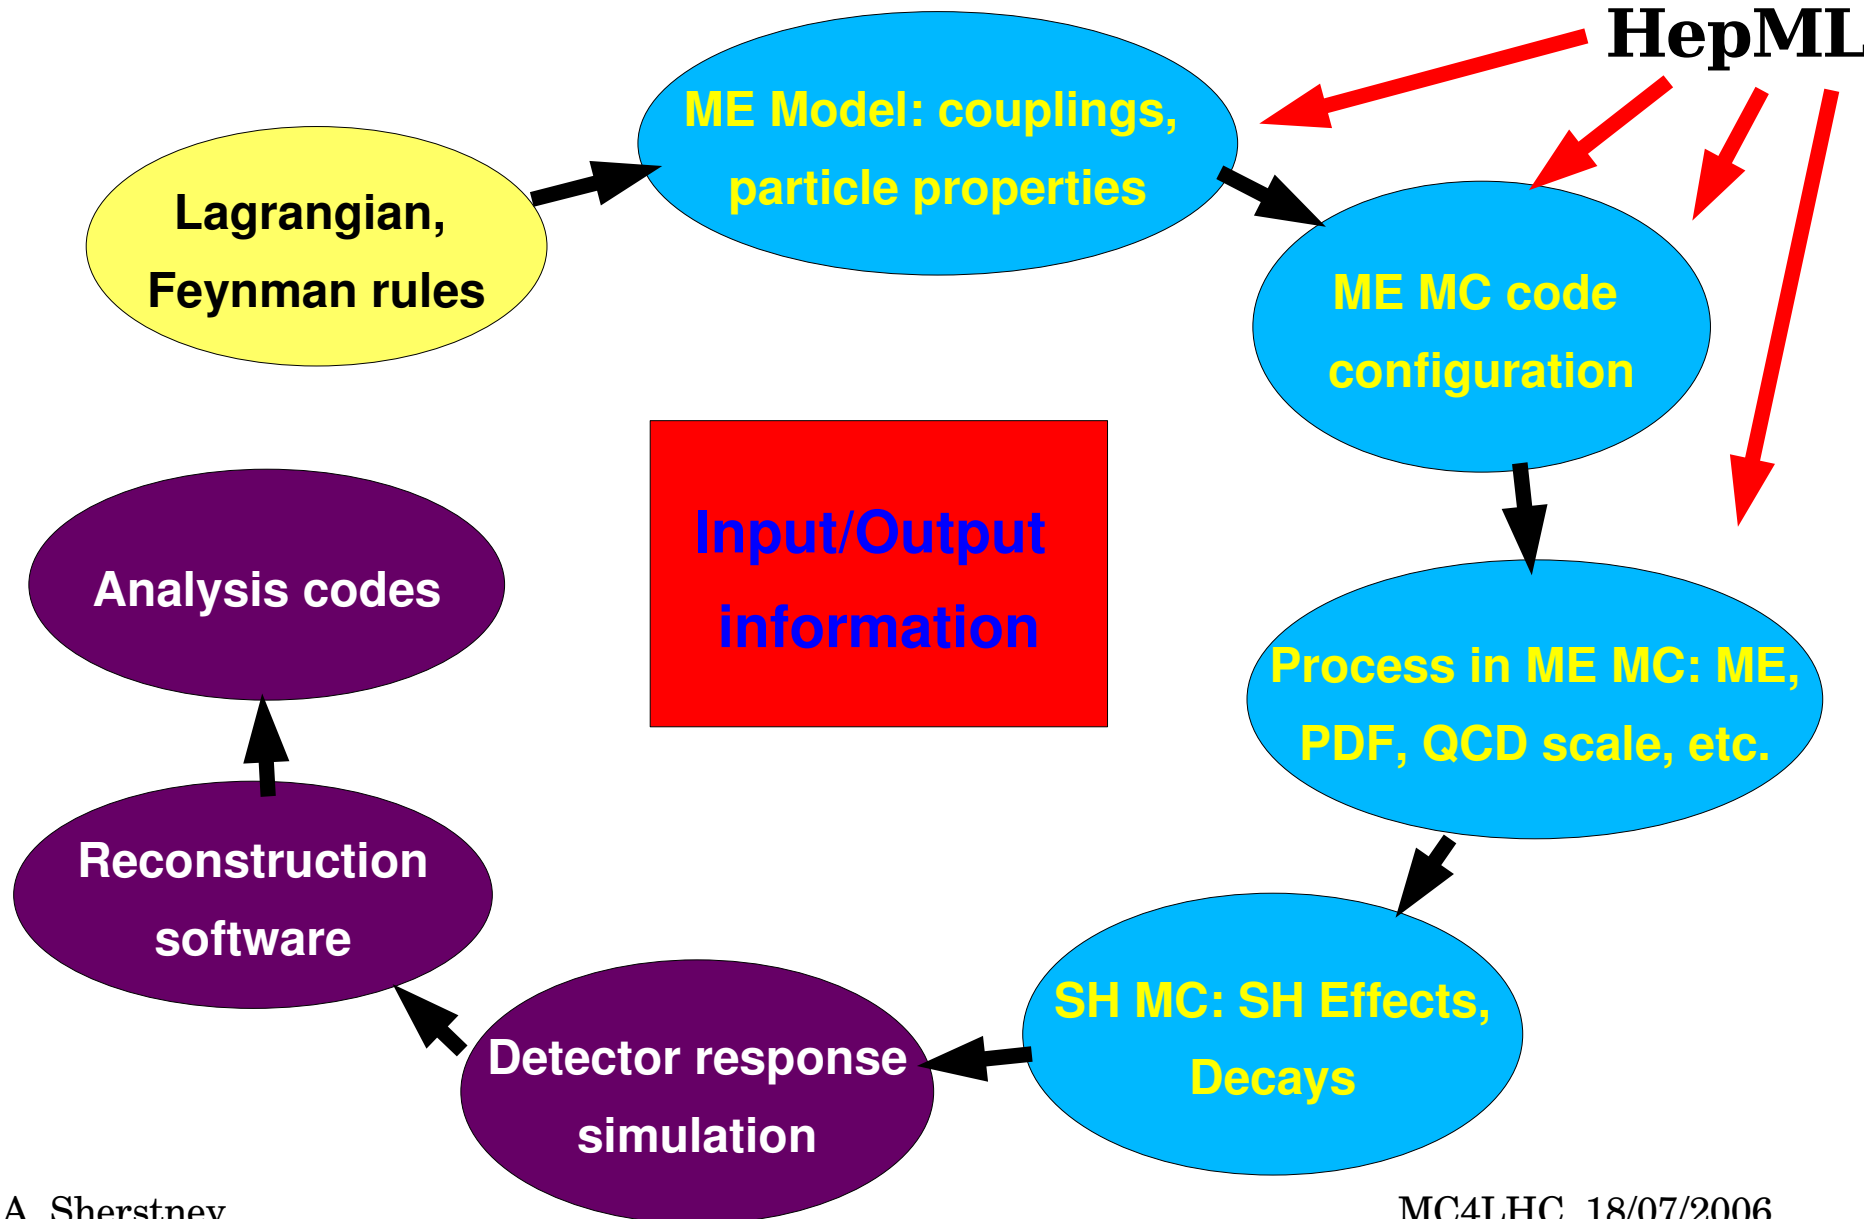 HepML
ME Model: couplings,
particle properties
Lagrangian,
Feynman rules
ME MC code
configuration
Input/Output
information
Analysis codes
Process in ME MC: ME,
PDF, QCD scale, etc.
Reconstruction
software
SH MC: SH Effects,
Decays
Detector response
simulation
A. Sherstnev
MC4LHC, 18/07/2006